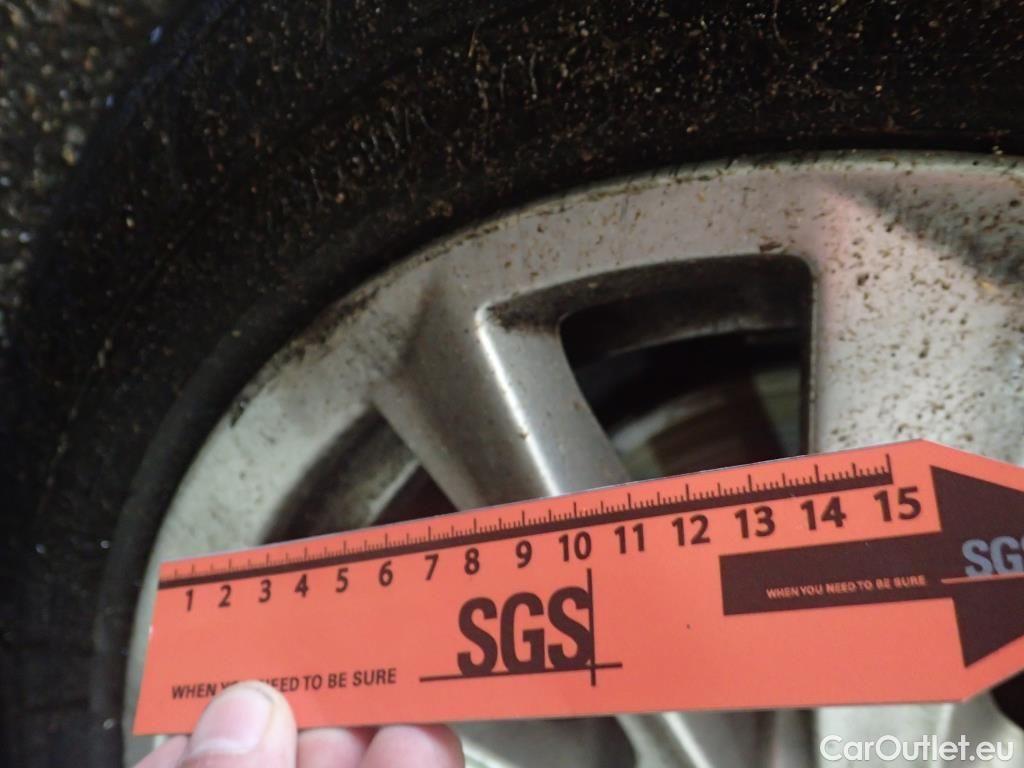 1 2 3 4 5 6 7 8 9 10 11 12 13 14 15
SGS
WHEN YOU NEED TO BE SURE
SGS
WHEN YOU NEED TO BE SURE
CarOutlet.eu